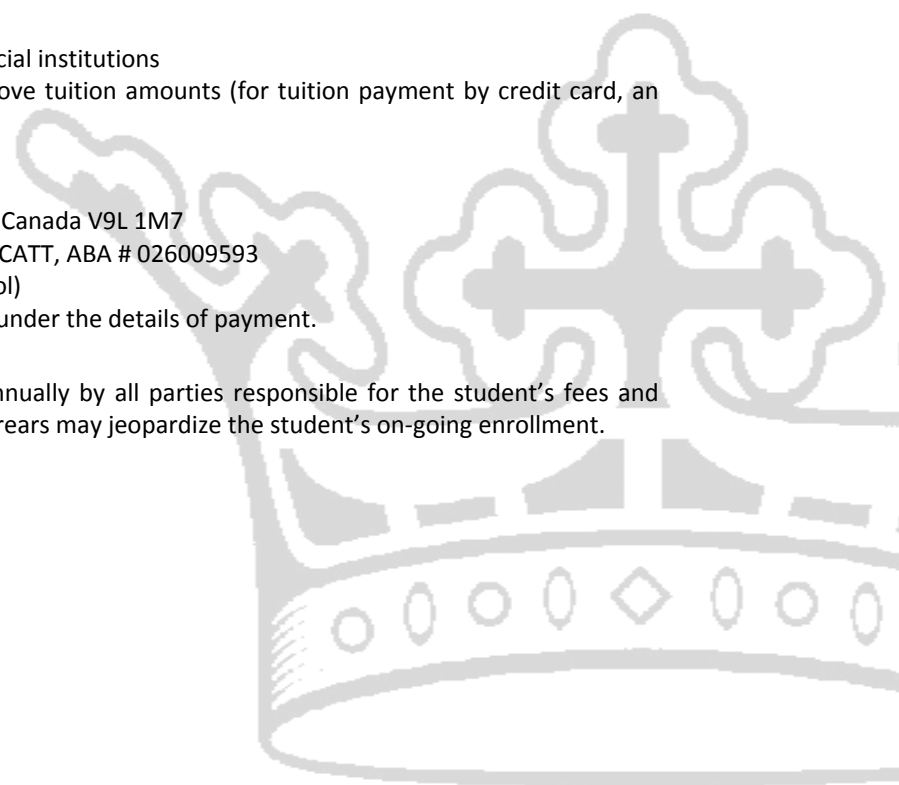 cial institutions
ove tuition amounts (for tuition payment by credit card, an
Canada V9L 1M7
CATT, ABA # 026009593
ol)
under the details of payment.
nnually by all parties responsible for the student’s fees and
rears may jeopardize the student’s on-going enrollment.